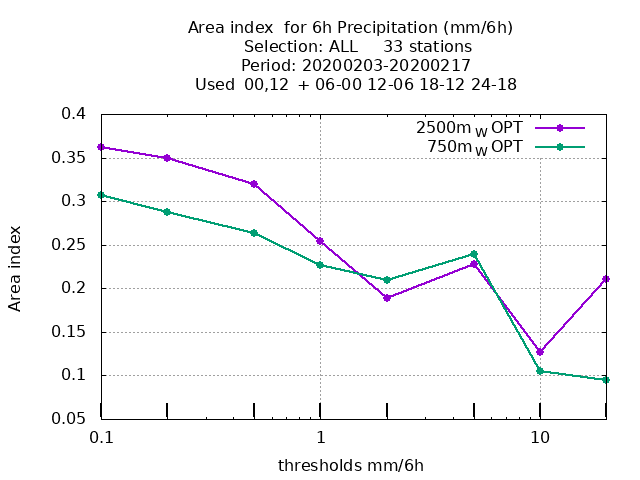 Area index  for 6h Precipitation (mm/6h)
Selection: ALL     33 stations
Period: 20200203-20200217
Used  00,12  + 06-00 12-06 18-12 24-18
2500m W OPT
750m W OPT
0.4
0.35
0.3
0.25
0.2
0.15
0.1
0.05
Area index
0.1 1 10
thresholds mm/6h